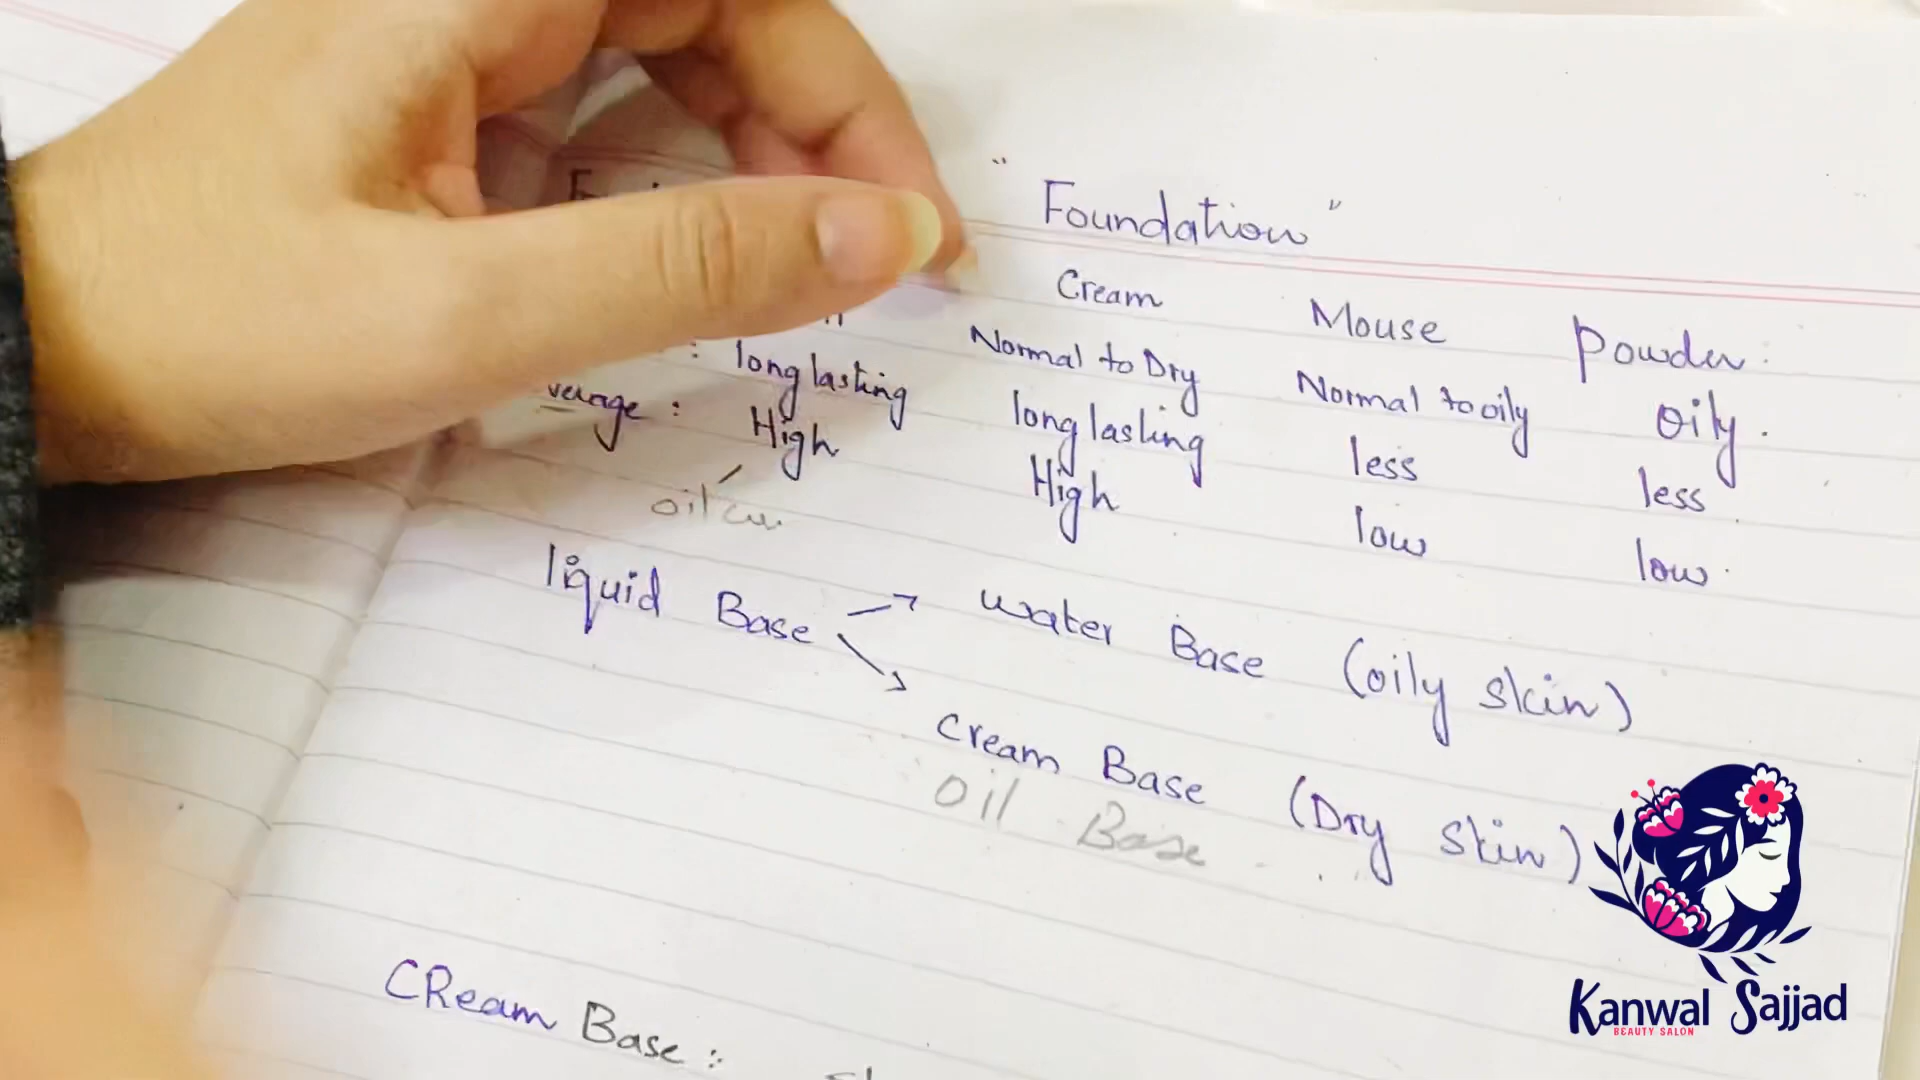 " Foundation "
Cream Mouse Powder.
Normal to Dry Normal to oily oily.
: long lasting long lasting less less
verage : High High low low.
oil
liquid Base → water Base (oily skin)
→ Cream Base (Dry skin)
oil Base
CReam Base :
Kanwal Sajjad
BEAUTY SALON